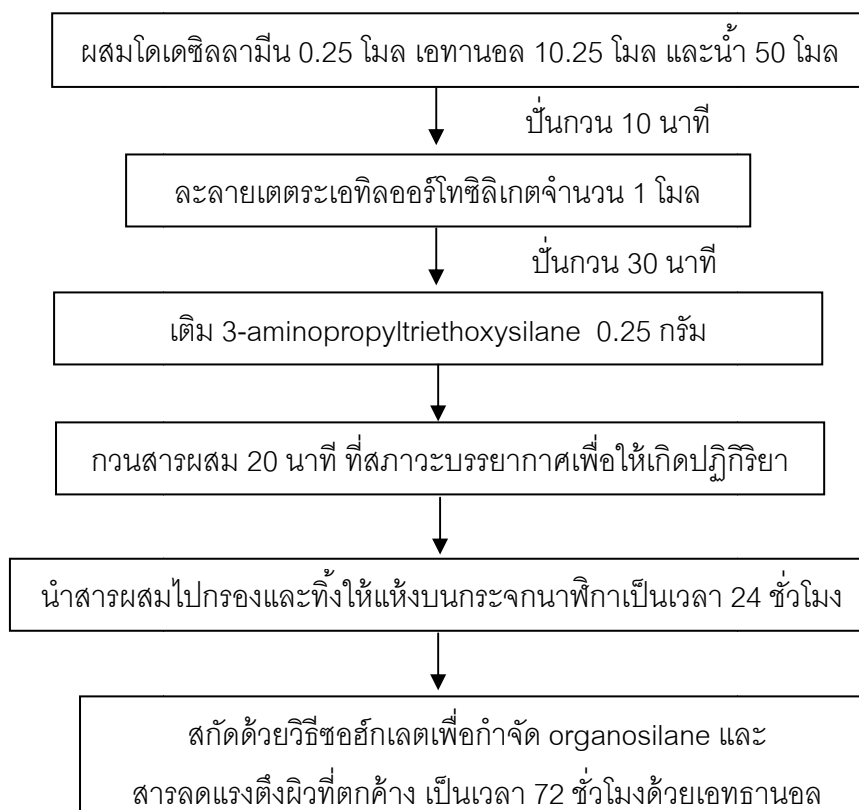 ผสมโดเดซิลลามีน 0.25 โมล เอทานอล 10.25 โมล และน้ำ 50 โมล
ปั่นกวน 10 นาที
ละลายเตตระเอทิลออร์โทซิลิเกตจำนวน 1 โมล
ปั่นกวน 30 นาที
เติม 3-aminopropyltriethoxysilane 0.25 กรัม
กวนสารผสม 20 นาที ที่สภาวะบรรยากาศเพื่อให้เกิดปฏิกิริยา
นำสารผสมไปกรองและทิ้งให้แห้งบนกระจกนาฬิกาเป็นเวลา 24 ชั่วโมง
สกัดด้วยวิธีซอฮ์กเลตเพื่อกำจัด organosilane และ
สารลดแรงตึงผิวที่ตกค้าง เป็นเวลา 72 ชั่วโมงด้วยเอทธานอล